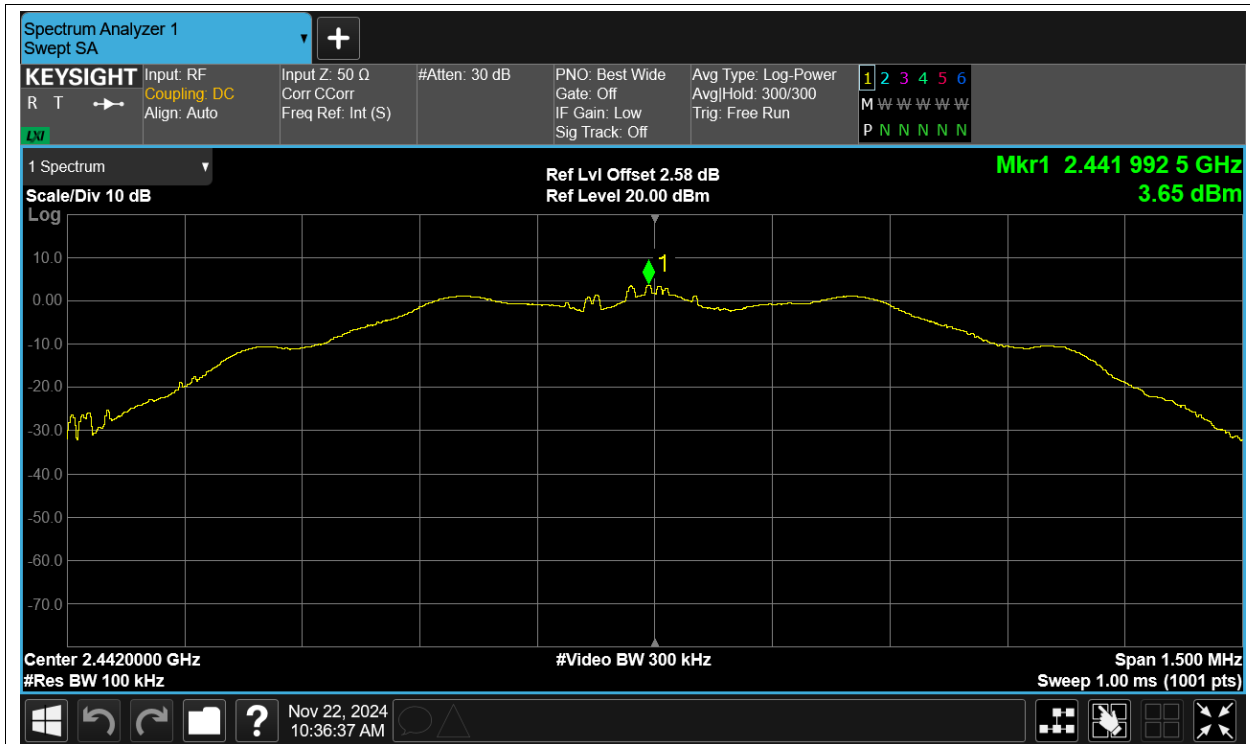 Spectrum Analyzer 1
Swept SA
+
KEYSIGHT
R T
LXI
Input: RF
Coupling: DC
Align: Auto
Input Z: 50 Ω
Corr CCorr
Freq Ref: Int (S)
#Atten: 30 dB
PNO: Best Wide
Gate: Off
IF Gain: Low
Sig Track: Off
Avg Type: Log-Power
Avg|Hold: 300/300
Trig: Free Run
1 2 3 4 5 6
M W W W W W
P N N N N N
1 Spectrum
Scale/Div 10 dB
Log
Ref Lvl Offset 2.58 dB
Ref Level 20.00 dBm
Mkr1 2.441 992 5 GHz
3.65 dBm
1
10.0
0.00
-10.0
-20.0
-30.0
-40.0
-50.0
-60.0
-70.0
Center 2.4420000 GHz
#Res BW 100 kHz
#Video BW 300 kHz
Span 1.500 MHz
Sweep 1.00 ms (1001 pts)
?
Nov 22, 2024
10:36:37 AM